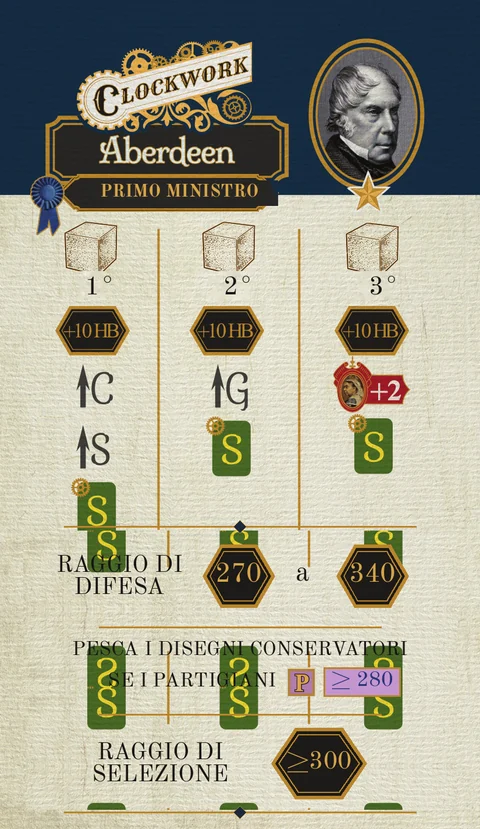 CLOCKWORK
Aberdeen
PRIMO MINISTRO
1° 2° 3°
+10 HB +10 HB +10 HB
C G +2
S S S
S
S S S
RAGGIO DI
DIFESA
270 a 340
PESCA I DISEGNI CONSERVATORI
SE I PARTIGIANI P ≥ 280
S S S
RAGGIO DI
SELEZIONE
≥300